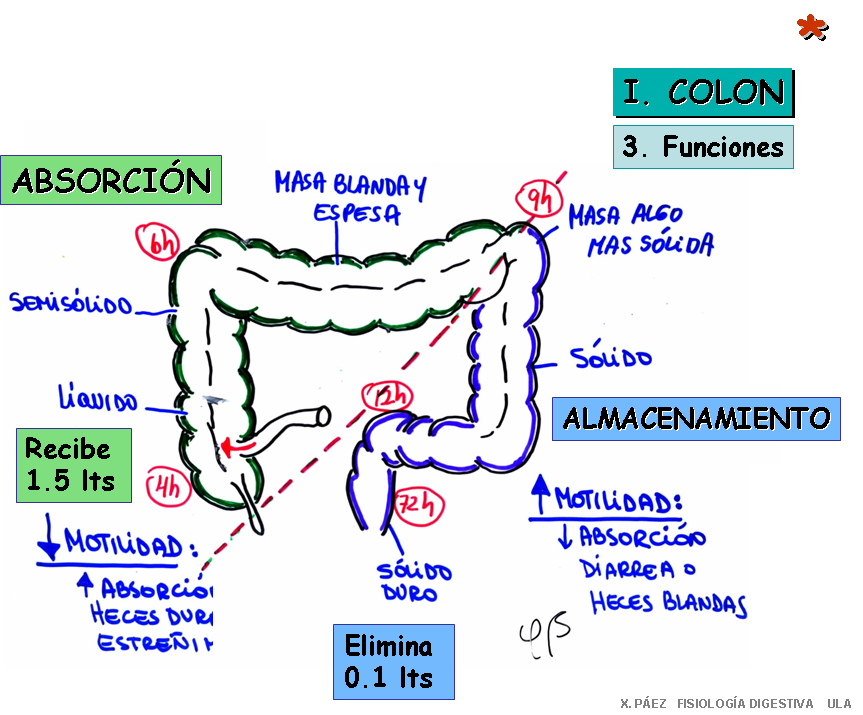 I. COLON
3. Funciones
ABSORCIÓN
MASA BLANDA Y
ESPESA
9h
MASA ALGO
MAS SÓLIDA
6h
SEMISÓLIDO
SÓLIDO
LÍQUIDO
12h
ALMACENAMIENTO
Recibe
1.5 lts
4h
72h
MOTILIDAD:
ABSORCIÓ
HECES DUR
ESTREÑI
SÓLIDO
DURO
MOTILIDAD:
ABSORCIÓN
DIARREA O
HECES BLANDAS
Elimina
0.1 lts
X. PÁEZ FISIOLOGÍA DIGESTIVA ULA